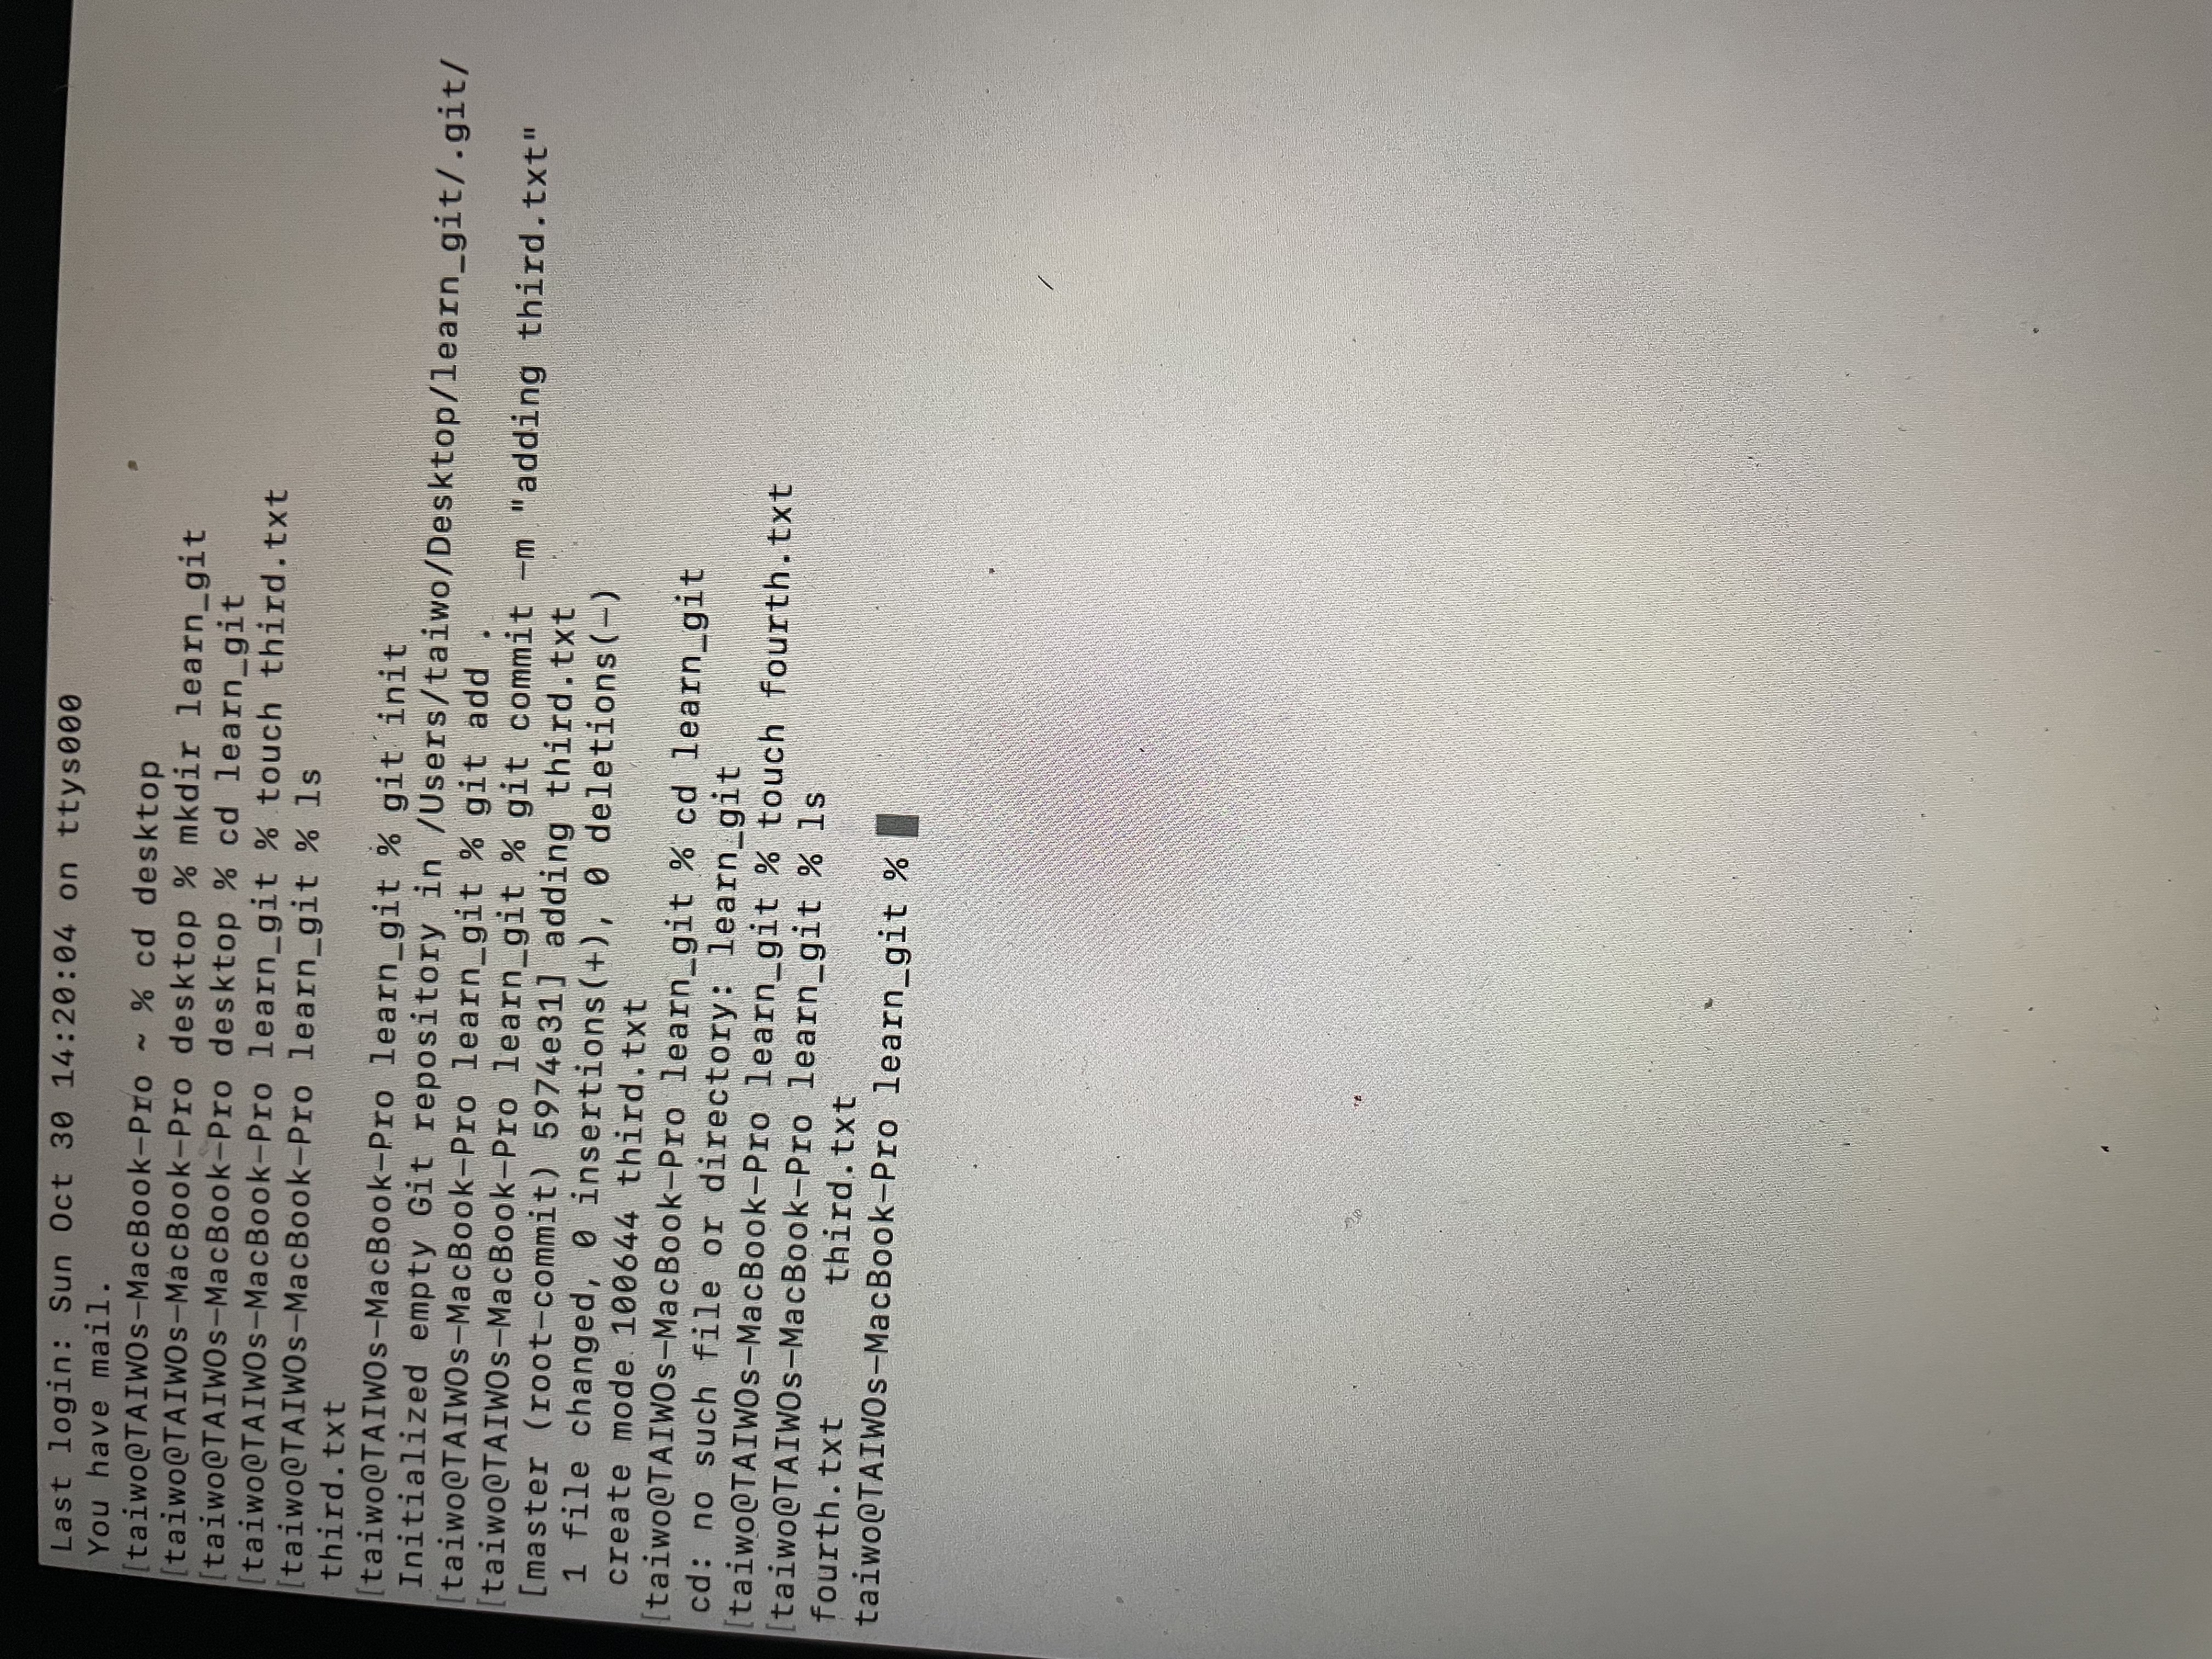 Last login: Sun Oct 30 14:20:04 on ttys000
You have mail.
[taiwo@TAIWOs-MacBook-Pro ~ % cd desktop
[taiwo@TAIWOs-MacBook-Pro desktop % mkdir learn_git
[taiwo@TAIWOs-MacBook-Pro desktop % cd learn_git
[taiwo@TAIWOs-MacBook-Pro learn_git % touch third.txt
[taiwo@TAIWOs-MacBook-Pro learn_git % ls
third.txt
[taiwo@TAIWOs-MacBook-Pro learn_git % git init
Initialized empty Git repository in /Users/taiwo/Desktop/learn_git/.git/
[taiwo@TAIWOs-MacBook-Pro learn_git % git add .
[taiwo@TAIWOs-MacBook-Pro learn_git % git commit -m "adding third.txt"
[master (root-commit) 5974e31] adding third.txt
1 file changed, 0 insertions(+), 0 deletions(-)
create mode 100644 third.txt
[taiwo@TAIWOs-MacBook-Pro learn_git % cd learn_git
cd: no such file or directory: learn_git
[taiwo@TAIWOs-MacBook-Pro learn_git % touch fourth.txt
[taiwo@TAIWOs-MacBook-Pro learn_git % ls
fourth.txt third.txt
taiwo@TAIWOs-MacBook-Pro learn_git %